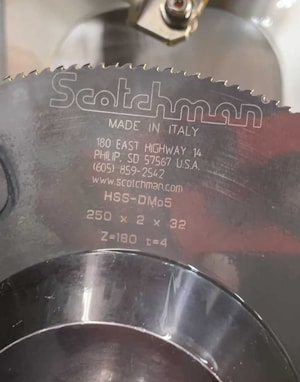 Scotchman
MADE IN ITALY
180 EAST HIGHWAY 14
PHILIP, SD 57567 U.S.A.
(605) 859-2542
www.scotchman.com
HSS-DMo5
250 x 2 x 32
Z=180 t=4